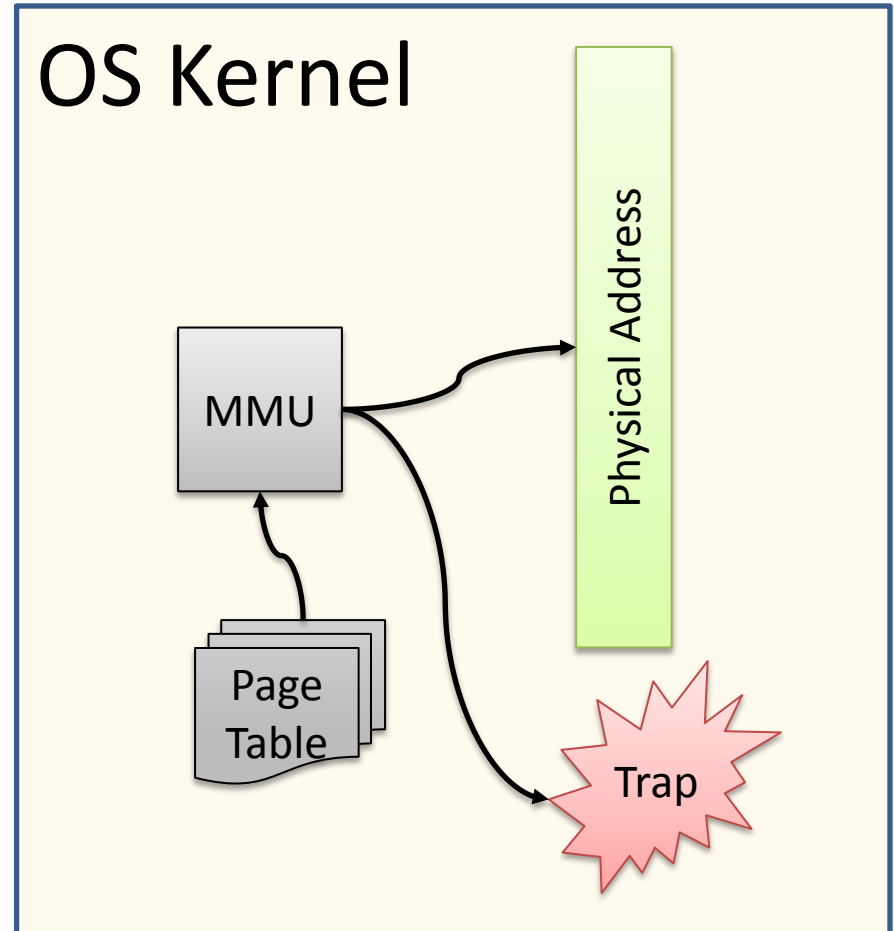 OS Kernel
Physical Address
MMU
Page
Table
Trap